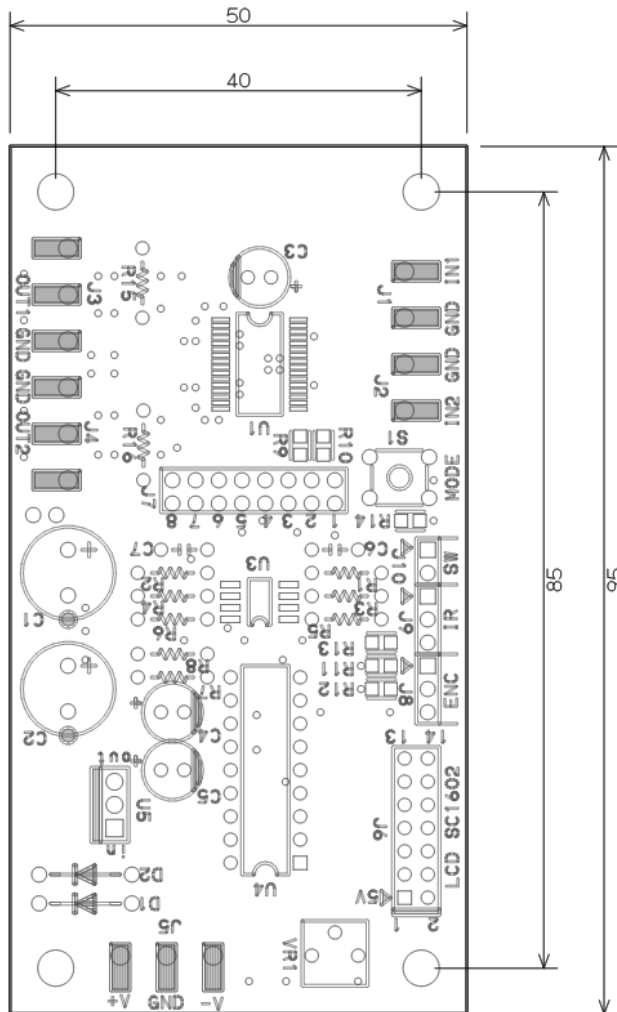 50
40
C3
IN1
J1
GND
GND
J2
IN2
R15
OUT1
J3
GND
GND
OUT2
J4
R16
U1
R9
R10
S1
MODE
J7
8 7 6 5 4 3 2 1
14
R14
85
95
C7
C6
U3
J10
SW
R2
R4
R6
R1
R3
R5
C1
J9
IR
R13
R11
R12
R8
R7
J8
ENC
C2
C4
C5
13 14
out
U5
in
J6
LCD SC1602
D2
D1
U4
5V
1 2
J5
VR1
+V GND -V